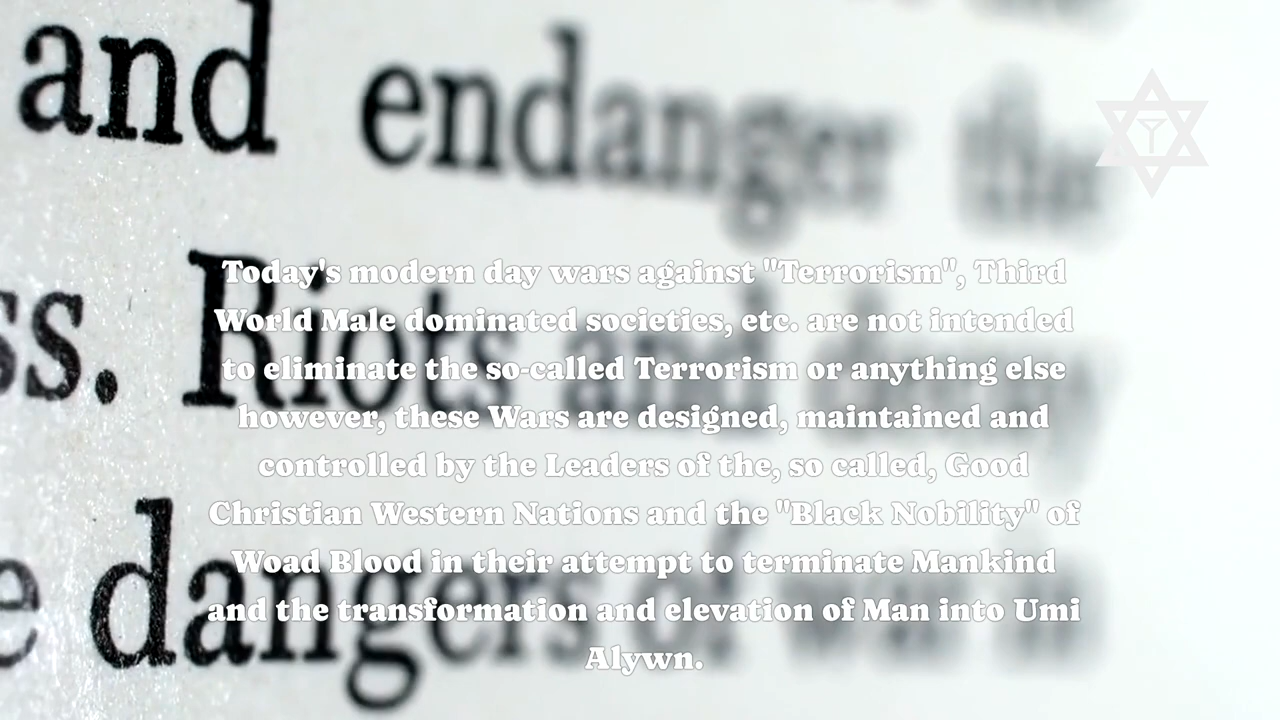 and endanger the
ss. Riots and
e dangers of war in
Today's modern day wars against "Terrorism", Third
World Male dominated societies, etc. are not intended
to eliminate the so-called Terrorism or anything else
however, these Wars are designed, maintained and
controlled by the Leaders of the, so called, Good
Christian Western Nations and the "Black Nobility" of
Woad Blood in their attempt to terminate Mankind
and the transformation and elevation of Man into Umi
Alywn.